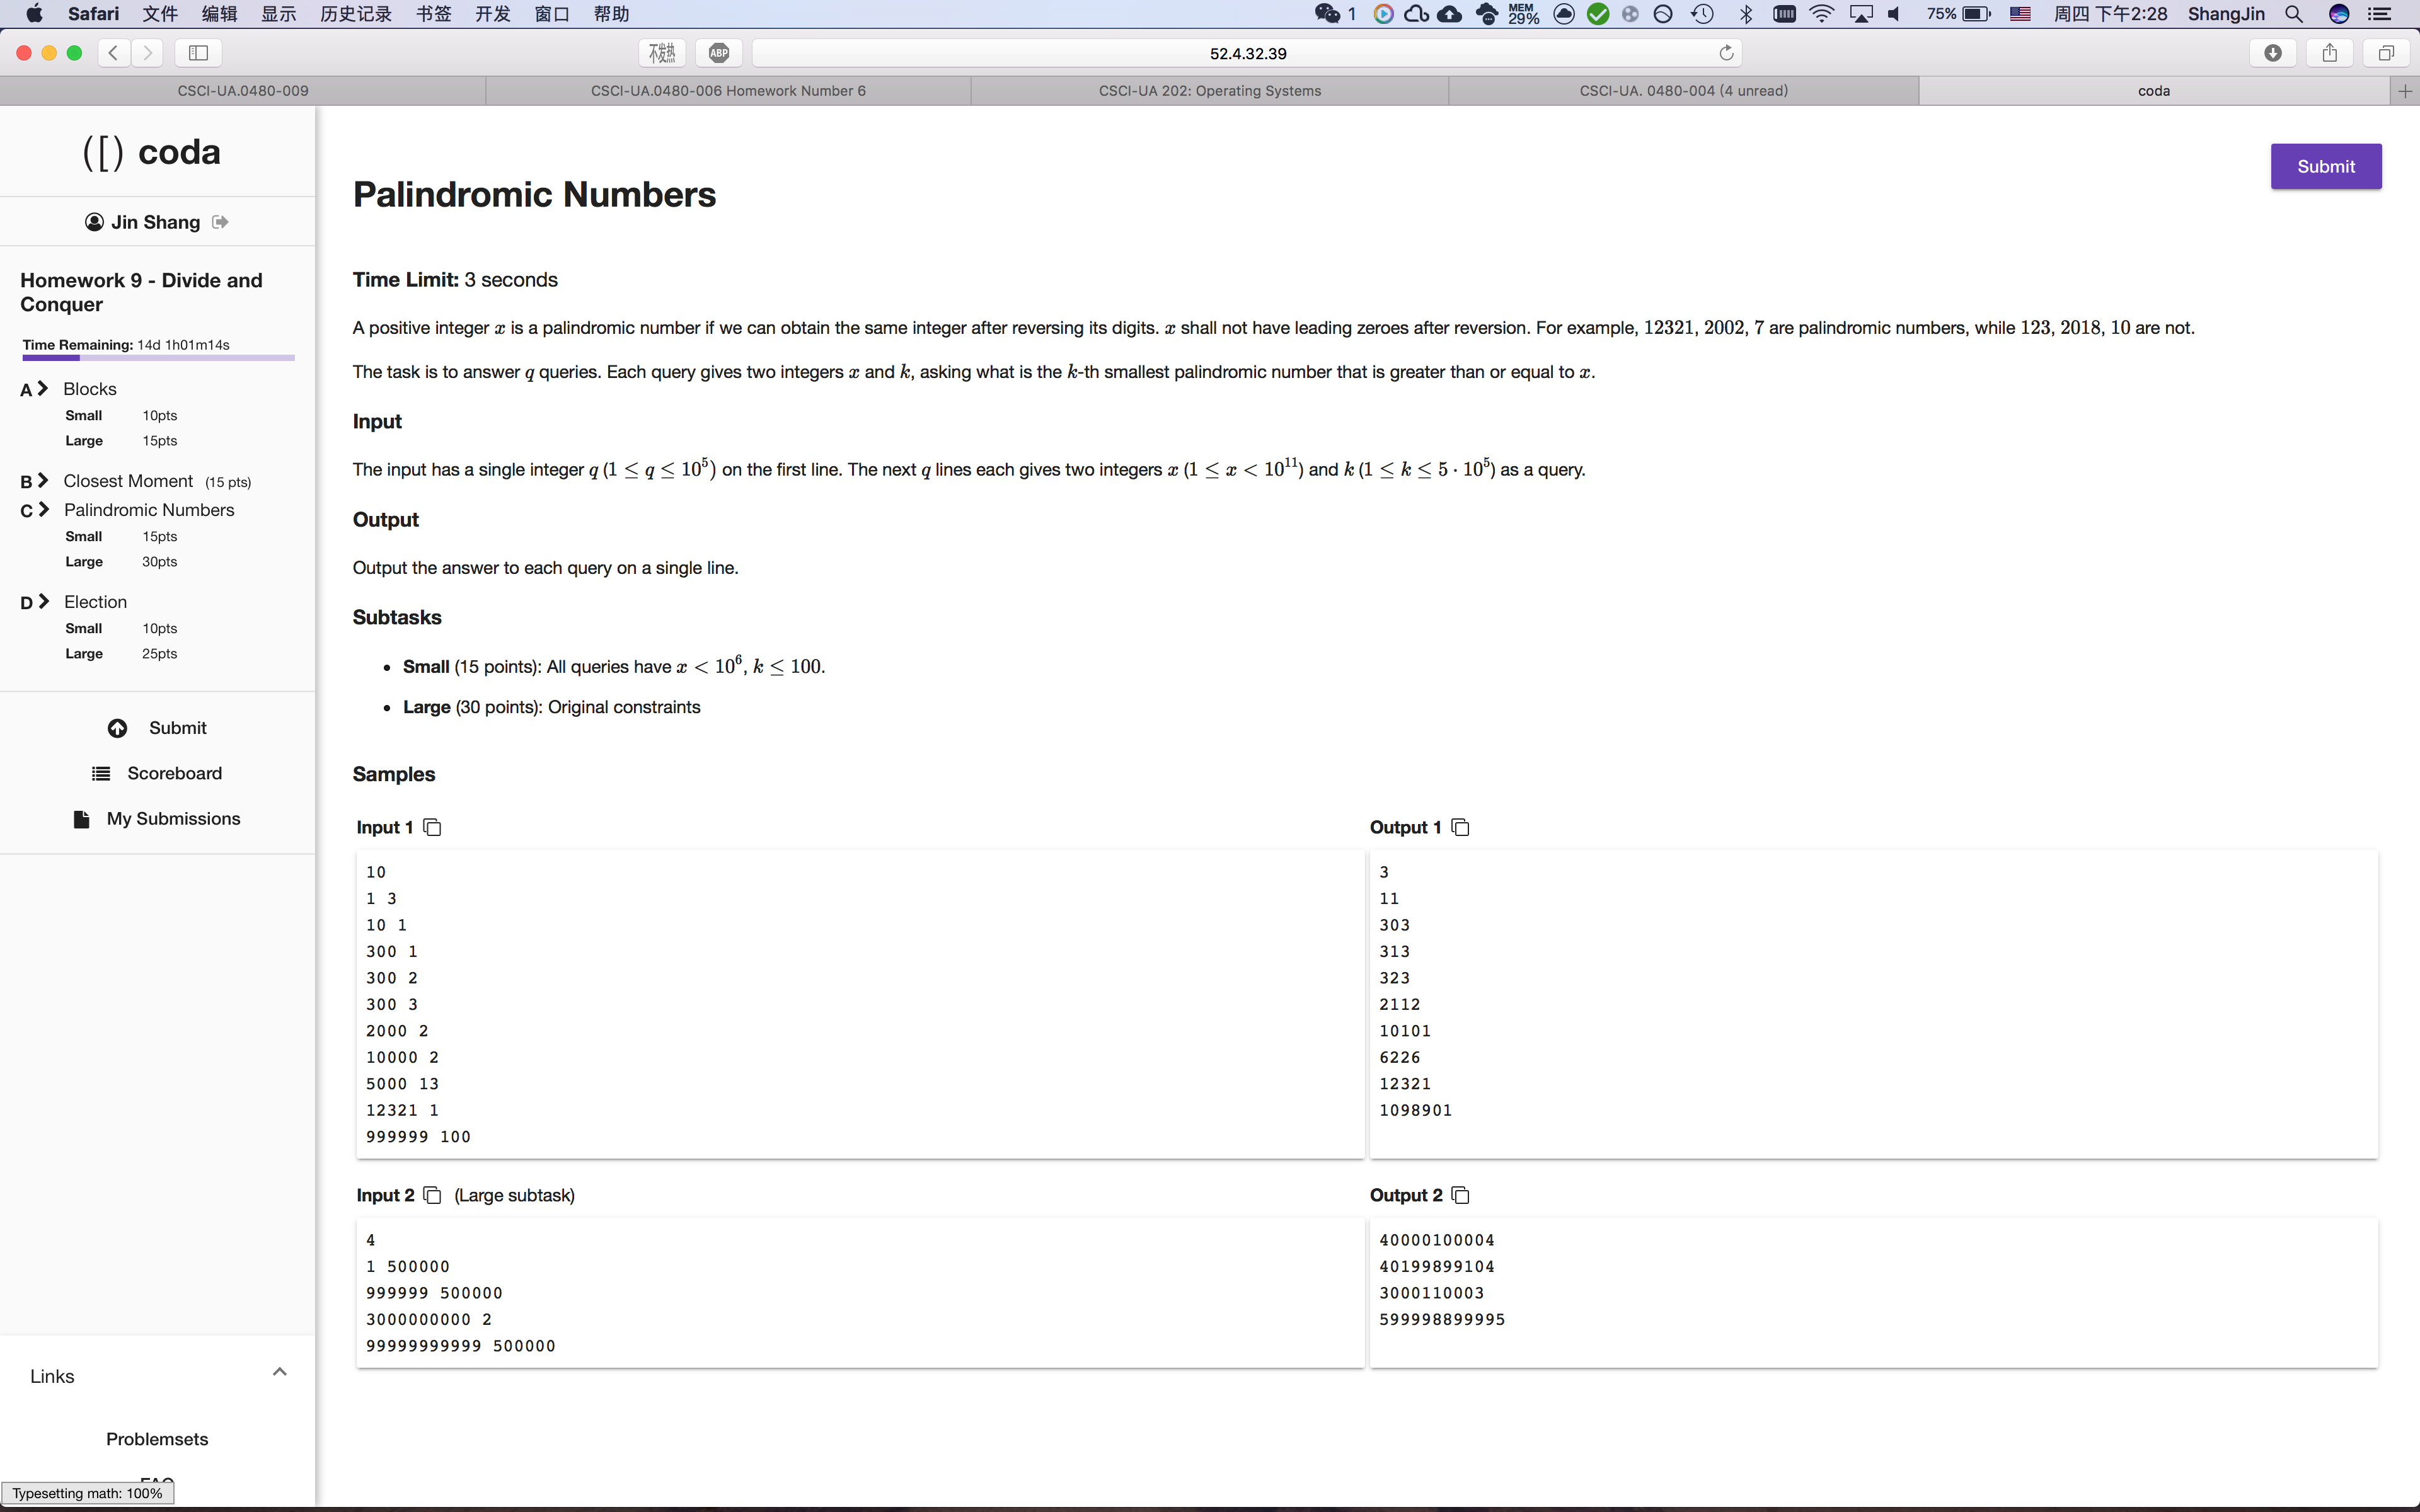 Safari 文件 编辑 显示 历史记录 书签 开发 窗口 帮助 1 MEM 29% 75% 周四 下午2:28 ShangJin
不发热 ABP 52.4.32.39
CSCI-UA.0480-009 CSCI-UA.0480-006 Homework Number 6 CSCI-UA 202: Operating Systems CSCI-UA. 0480-004 (4 unread) coda
([) coda
Jin Shang
Homework 9 - Divide and
Conquer
Time Remaining: 14d 1h01m14s
A Blocks
Small 10pts
Large 15pts
B Closest Moment (15 pts)
C Palindromic Numbers
Small 15pts
Large 30pts
D Election
Small 10pts
Large 25pts
Submit
Scoreboard
My Submissions
Links
Problemsets
FAQ
Typesetting math: 100%
Submit
Palindromic Numbers
Time Limit: 3 seconds
A positive integer x is a palindromic number if we can obtain the same integer after reversing its digits. x shall not have leading zeroes after reversion. For example, 12321, 2002, 7 are palindromic numbers, while 123, 2018, 10 are not.
The task is to answer q queries. Each query gives two integers x and k, asking what is the k-th smallest palindromic number that is greater than or equal to x.
Input
The input has a single integer q (1 ≤ q ≤ 10^5) on the first line. The next q lines each gives two integers x (1 ≤ x < 10^11) and k (1 ≤ k ≤ 5 · 10^5) as a query.
Output
Output the answer to each query on a single line.
Subtasks
• Small (15 points): All queries have x < 10^6, k ≤ 100.
• Large (30 points): Original constraints
Samples
Input 1
10
1 3
10 1
300 1
300 2
300 3
2000 2
10000 2
5000 13
12321 1
999999 100
Output 1
3
11
303
313
323
2112
10101
6226
12321
1098901
Input 2 (Large subtask)
4
1 500000
999999 500000
3000000000 2
99999999999 500000
Output 2
40000100004
40199899104
3000110003
599998899995